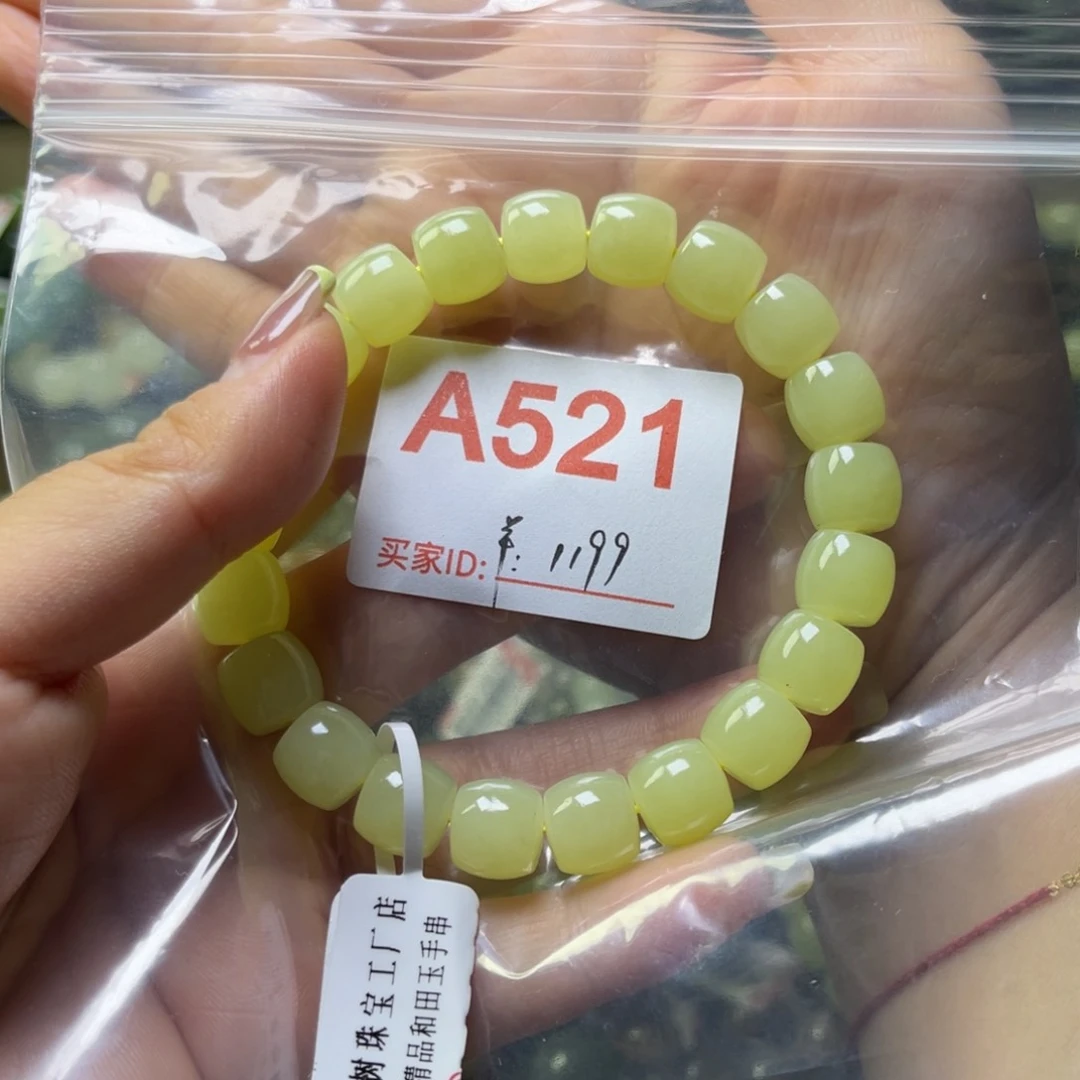 A521
买家ID: ¥: 1199
树珠宝工厂店
精品和田玉手串